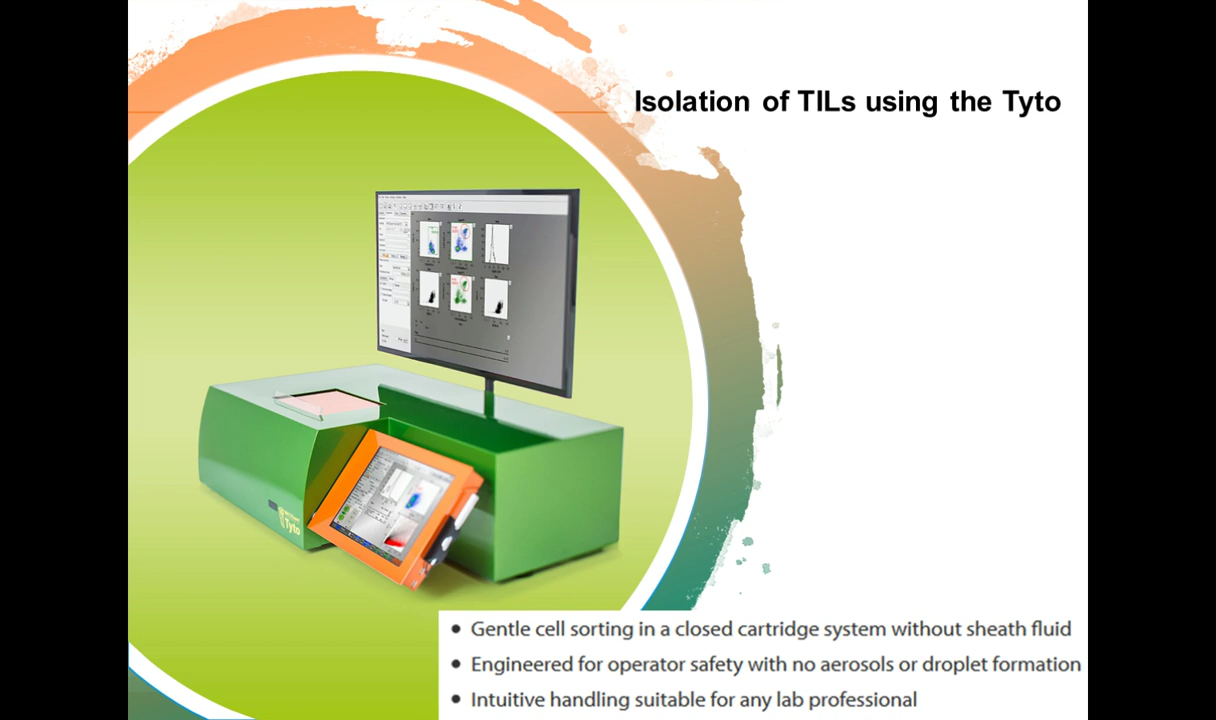 Isolation of TILs using the Tyto
Tyto
• Gentle cell sorting in a closed cartridge system without sheath fluid
• Engineered for operator safety with no aerosols or droplet formation
• Intuitive handling suitable for any lab professional